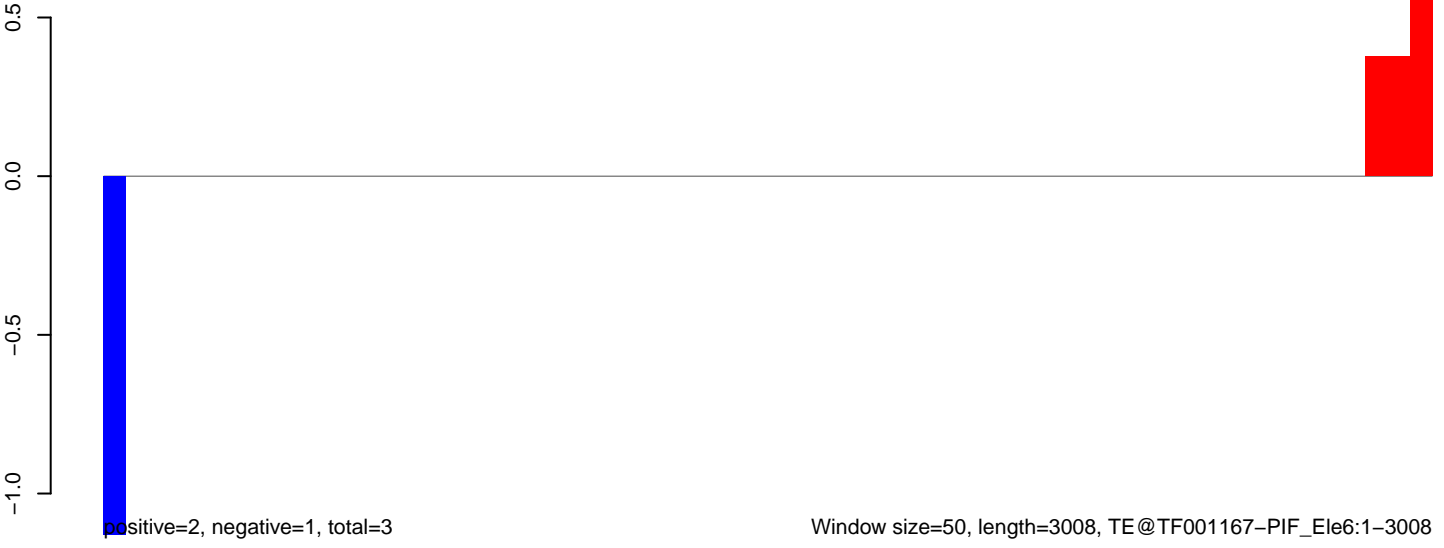 0.5
0.0
−0.5
−1.0
positive=2, negative=1, total=3
Window size=50, length=3008, TE@TF001167−PIF_Ele6:1−3008